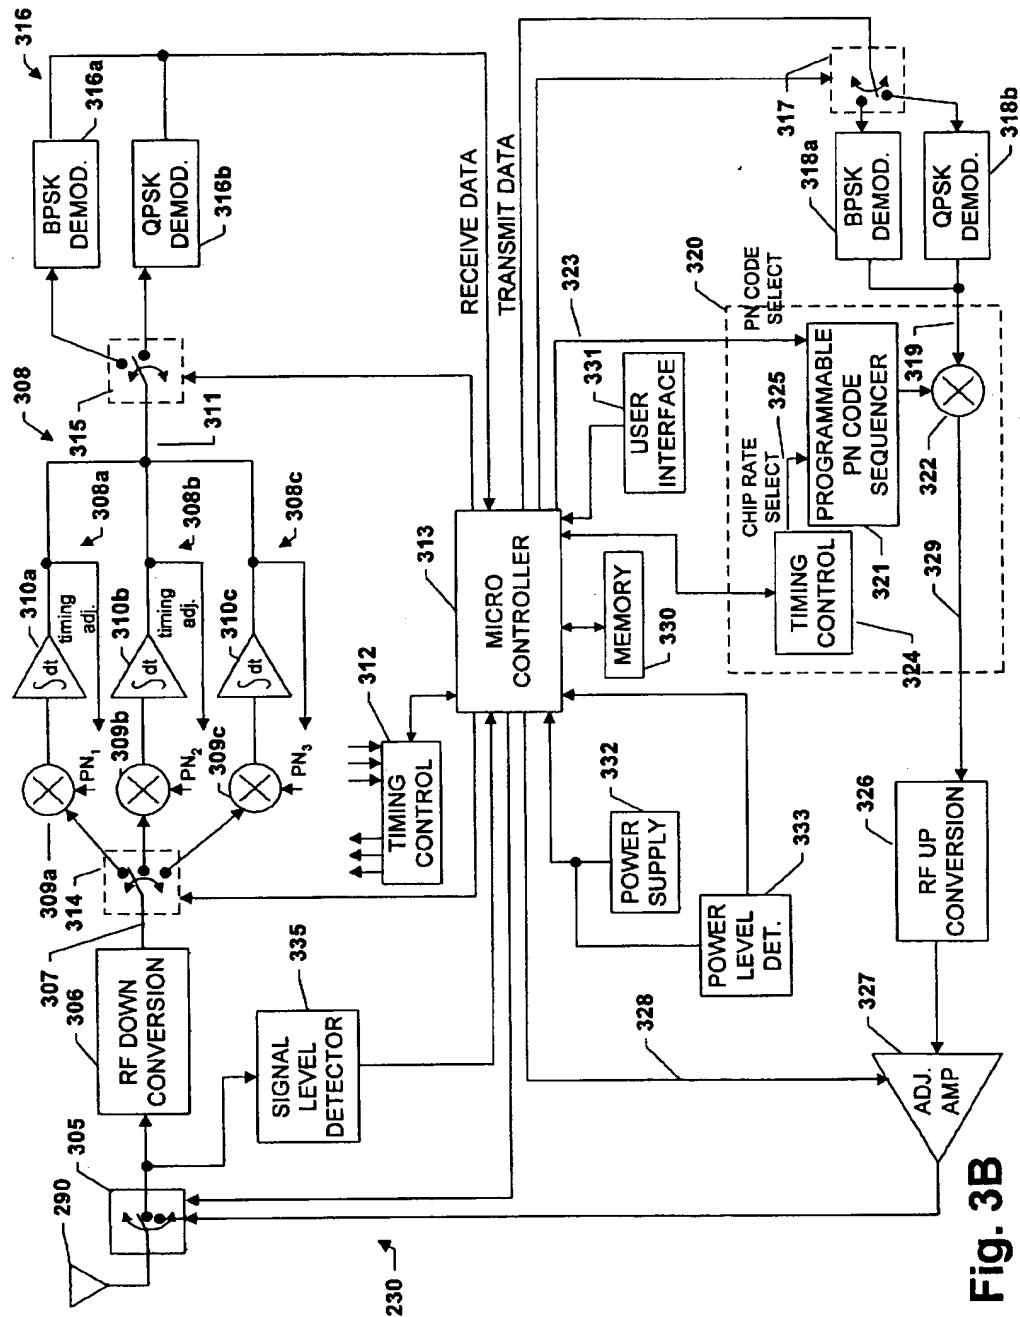 290
305
306
307
309a
314
RF DOWN
CONVERSION
335
SIGNAL
LEVEL
DETECTOR
230
PN1
309b
PN2
309c
PN3
310a
timing
adj.
310b
timing
adj.
310c
∫ dt
∫ dt
∫ dt
308a
308b
308c
308
315
311
316
BPSK
DEMOD.
316a
QPSK
DEMOD.
316b
312
TIMING
CONTROL
313
MICRO
CONTROLLER
RECEIVE DATA
TRANSMIT DATA
332
POWER
SUPPLY
333
POWER
LEVEL
DET.
MEMORY
330
331
USER
INTERFACE
323
320
PN CODE
SELECT
CHIP RATE
SELECT
325
TIMING
CONTROL
324
PROGRAMMABLE
PN CODE
SEQUENCER
321
322
319
317
318a
BPSK
DEMOD.
QPSK
DEMOD.
318b
329
326
RF UP
CONVERSION
327
328
ADJ.
AMP
Fig. 3B